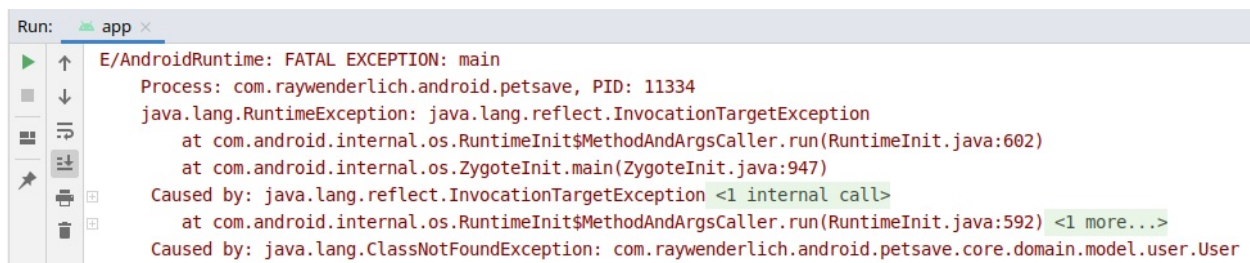 Run: app
E/AndroidRuntime: FATAL EXCEPTION: main
Process: com.raywenderlich.android.petsave, PID: 11334
java.lang.RuntimeException: java.lang.reflect.InvocationTargetException
at com.android.internal.os.RuntimeInit$MethodAndArgsCaller.run(RuntimeInit.java:602)
at com.android.internal.os.ZygoteInit.main(ZygoteInit.java:947)
Caused by: java.lang.reflect.InvocationTargetException <1 internal call>
at com.android.internal.os.RuntimeInit$MethodAndArgsCaller.run(RuntimeInit.java:592) <1 more...>
Caused by: java.lang.ClassNotFoundException: com.raywenderlich.android.petsave.core.domain.model.user.User